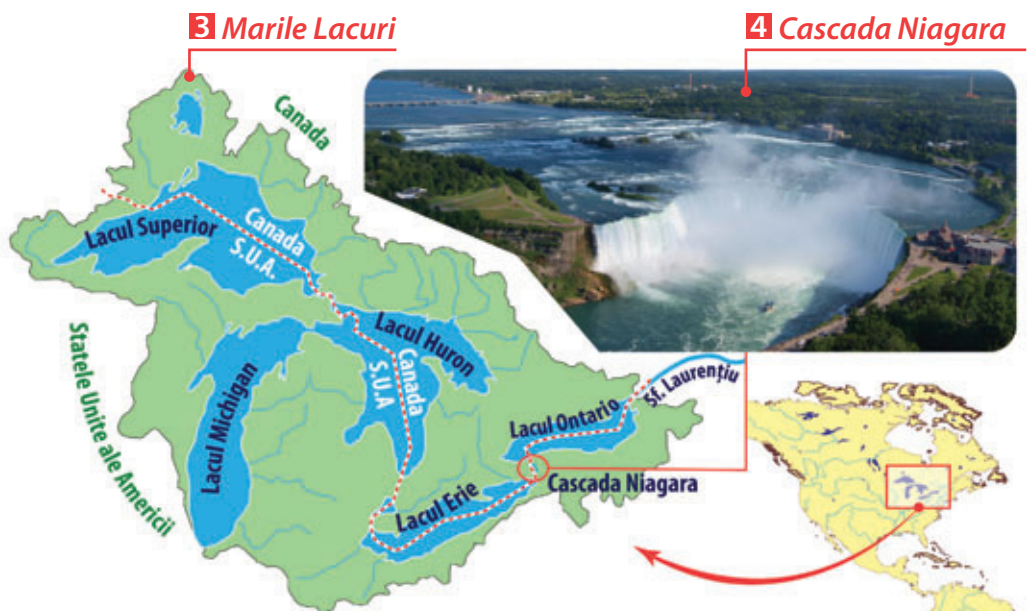 3 Marile Lacuri
4 Cascada Niagara
Canada
Lacul Superior
Canada
S.U.A.
Lacul Huron
Canada
S.U.A
Statele Unite ale Americii
Lacul Michigan
Sf. Laurențiu
Lacul Ontario
Cascada Niagara
Lacul Erie